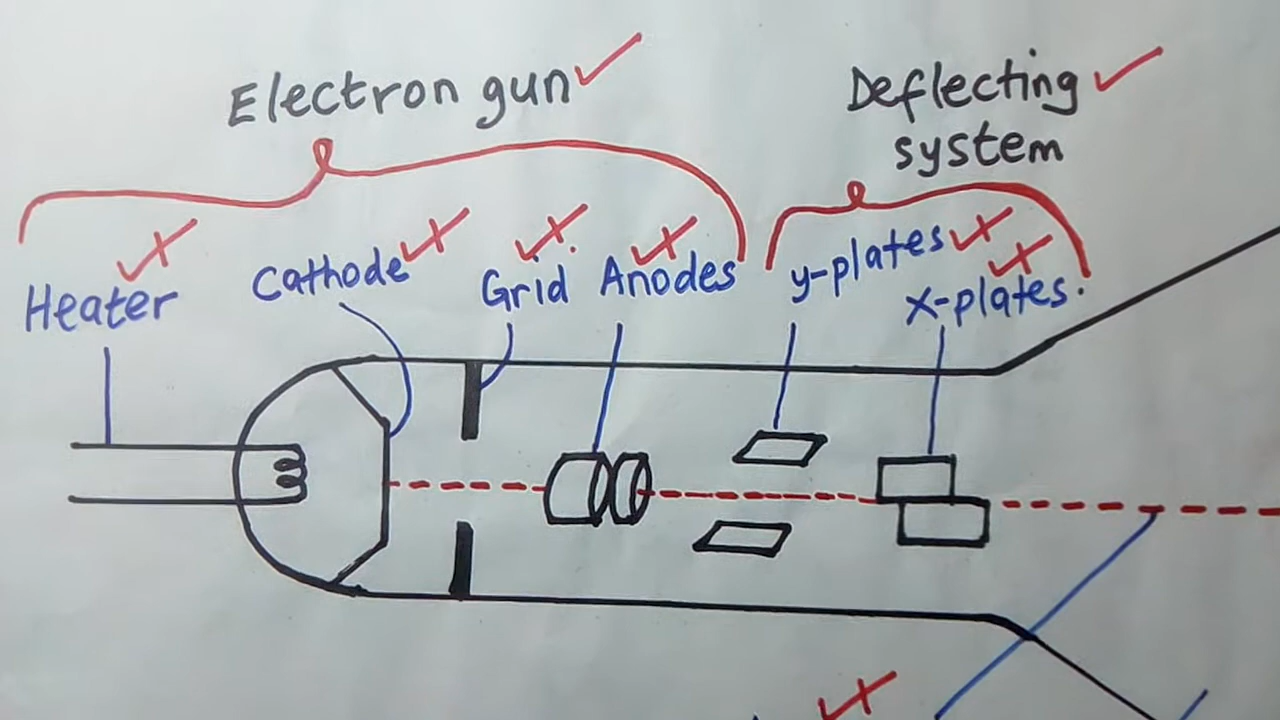 Electron gun
Deflecting
system
Heater
Cathode
Grid
Anodes
y-plates
x-plates.